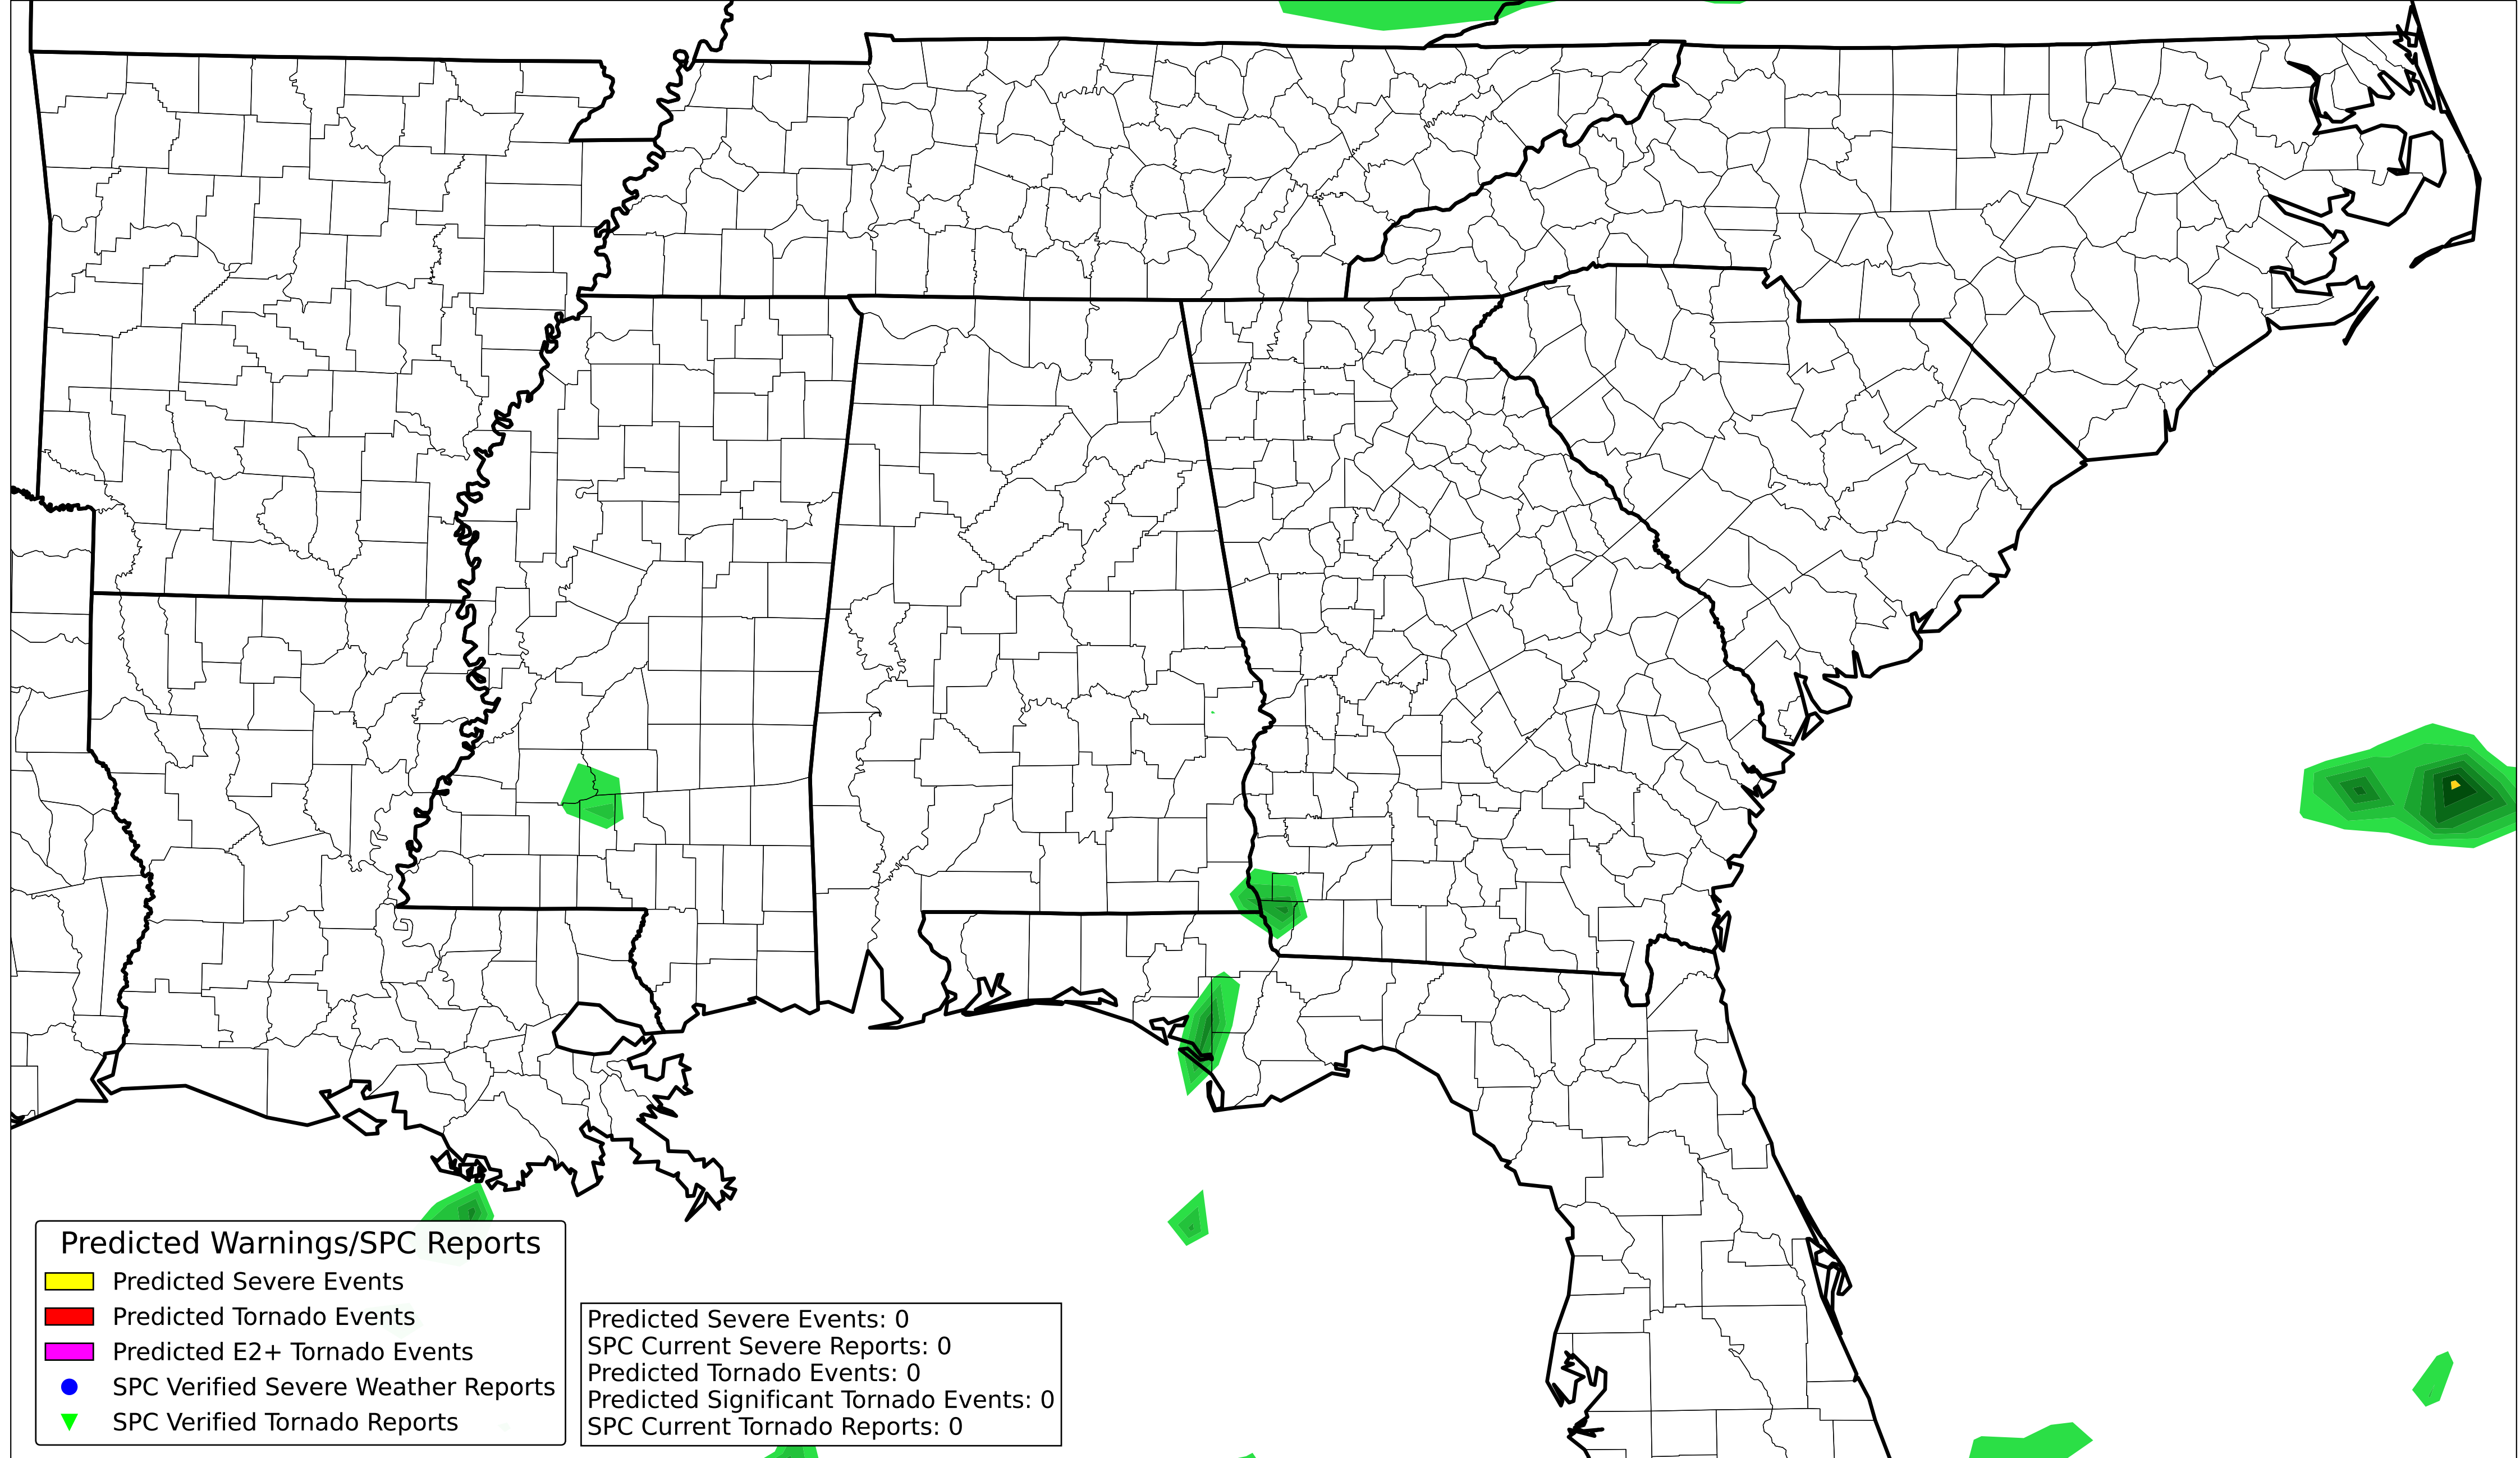 Predicted Warnings/SPC Reports
Predicted Severe Events
Predicted Tornado Events
Predicted E2+ Tornado Events
SPC Verified Severe Weather Reports
SPC Verified Tornado Reports
Predicted Severe Events: 0
SPC Current Severe Reports: 0
Predicted Tornado Events: 0
Predicted Significant Tornado Events: 0
SPC Current Tornado Reports: 0